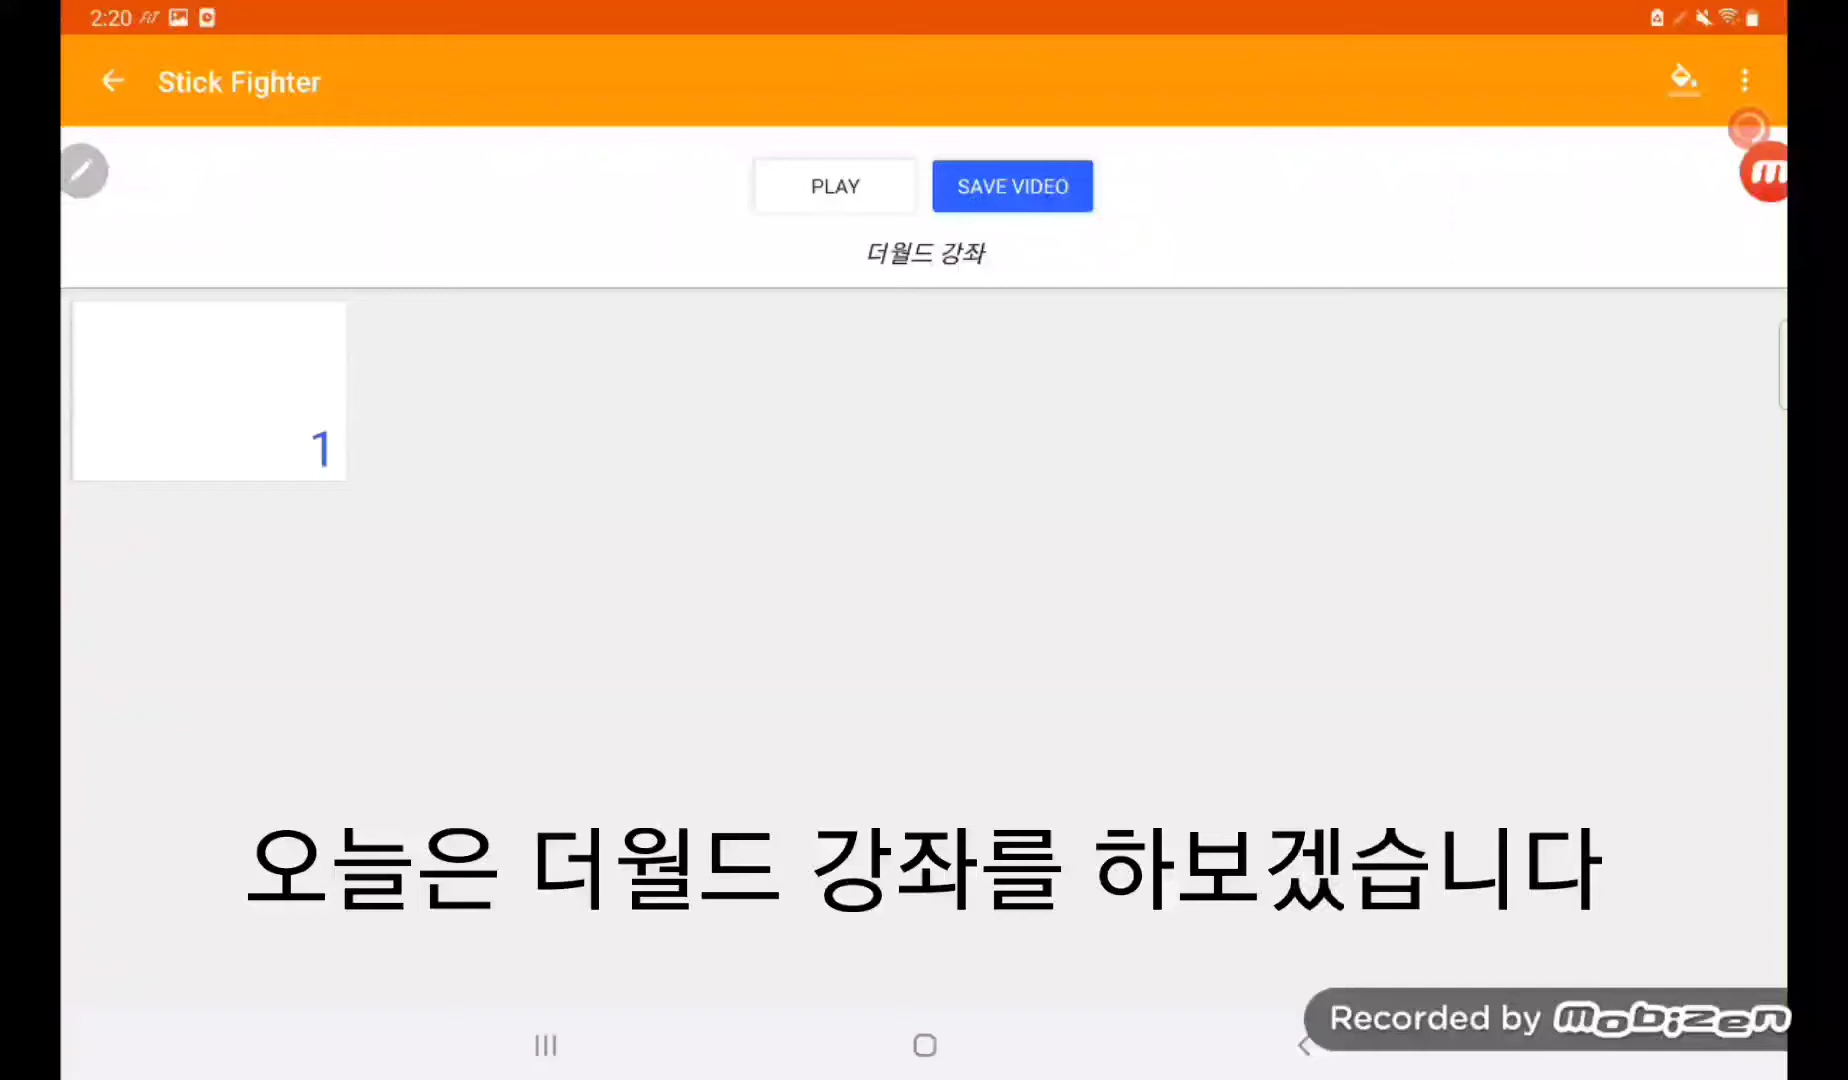 2:20
Stick Fighter
PLAY
SAVE VIDEO
더월드 강좌
1
오늘은 더월드 강좌를 하보겠습니다
Recorded by mobizen